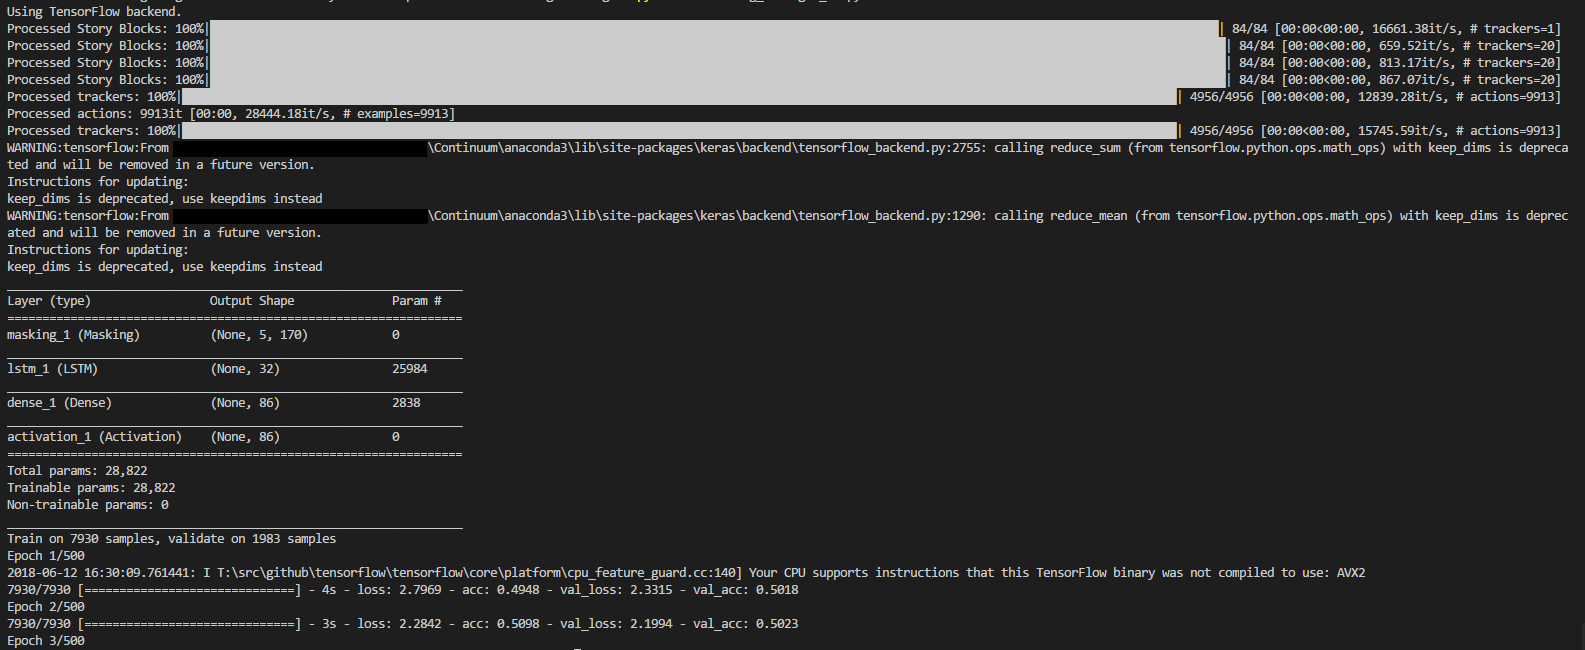 Using TensorFlow backend.
Processed Story Blocks: 100%| | 84/84 [00:00<00:00, 16661.38it/s, # trackers=1]
Processed Story Blocks: 100%| | 84/84 [00:00<00:00, 659.52it/s, # trackers=20]
Processed Story Blocks: 100%| | 84/84 [00:00<00:00, 813.17it/s, # trackers=20]
Processed Story Blocks: 100%| | 84/84 [00:00<00:00, 867.07it/s, # trackers=20]
Processed trackers: 100%| | 4956/4956 [00:00<00:00, 12839.28it/s, # actions=9913]
Processed actions: 9913it [00:00, 28444.18it/s, # examples=9913]
Processed trackers: 100%| | 4956/4956 [00:00<00:00, 15745.59it/s, # actions=9913]
WARNING:tensorflow:From \Continuum\anaconda3\lib\site-packages\keras\backend\tensorflow_backend.py:2755: calling reduce_sum (from tensorflow.python.ops.math_ops) with keep_dims is depreca
ted and will be removed in a future version.
Instructions for updating:
keep_dims is deprecated, use keepdims instead
WARNING:tensorflow:From \Continuum\anaconda3\lib\site-packages\keras\backend\tensorflow_backend.py:1290: calling reduce_mean (from tensorflow.python.ops.math_ops) with keep_dims is deprec
ated and will be removed in a future version.
Instructions for updating:
keep_dims is deprecated, use keepdims instead
_________________________________________________________________
Layer (type) Output Shape Param #
=================================================================
masking_1 (Masking) (None, 5, 170) 0
_________________________________________________________________
lstm_1 (LSTM) (None, 32) 25984
_________________________________________________________________
dense_1 (Dense) (None, 86) 2838
_________________________________________________________________
activation_1 (Activation) (None, 86) 0
=================================================================
Total params: 28,822
Trainable params: 28,822
Non-trainable params: 0
_________________________________________________________________
Train on 7930 samples, validate on 1983 samples
Epoch 1/500
2018-06-12 16:30:09.761441: I T:\src\github\tensorflow\tensorflow\core\platform\cpu_feature_guard.cc:140] Your CPU supports instructions that this TensorFlow binary was not compiled to use: AVX2
7930/7930 [==============================] - 4s - loss: 2.7969 - acc: 0.4948 - val_loss: 2.3315 - val_acc: 0.5018
Epoch 2/500
7930/7930 [==============================] - 3s - loss: 2.2842 - acc: 0.5098 - val_loss: 2.1994 - val_acc: 0.5023
Epoch 3/500